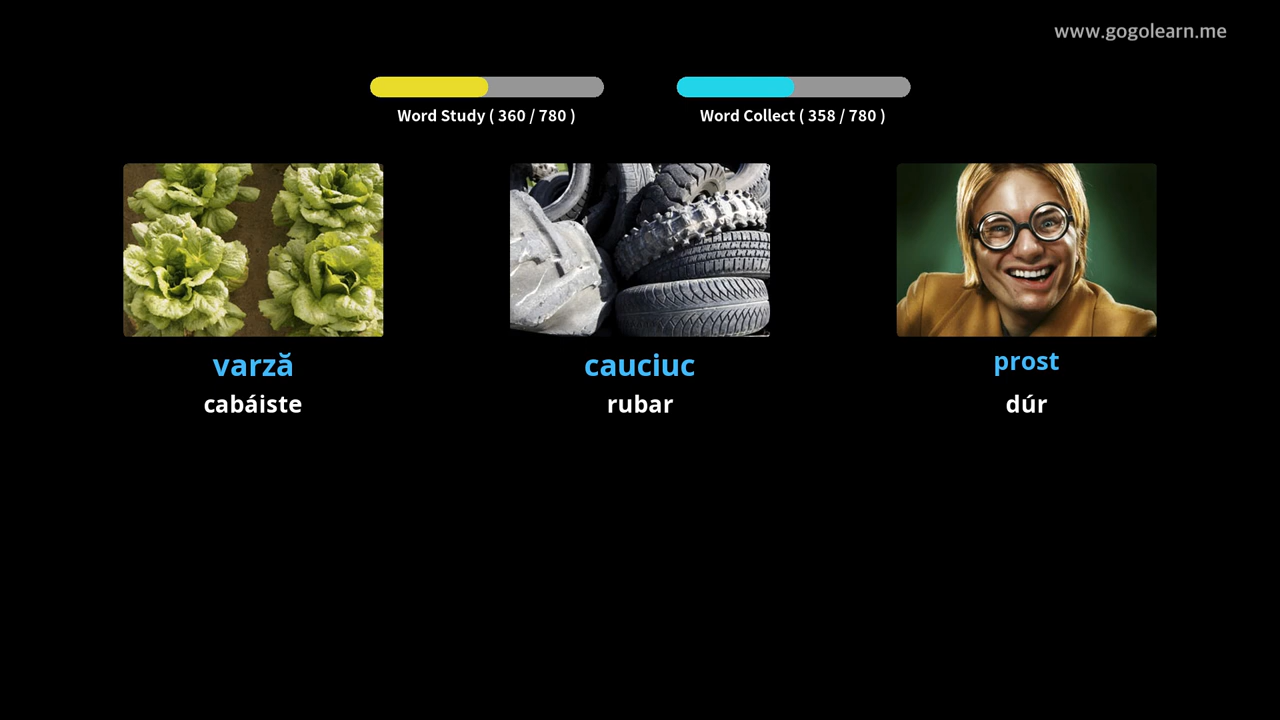 www.gogolearn.me
Word Study ( 360 / 780 )
Word Collect ( 358 / 780 )
varză
cauciuc
prost
cabáiste
rubar
dúr